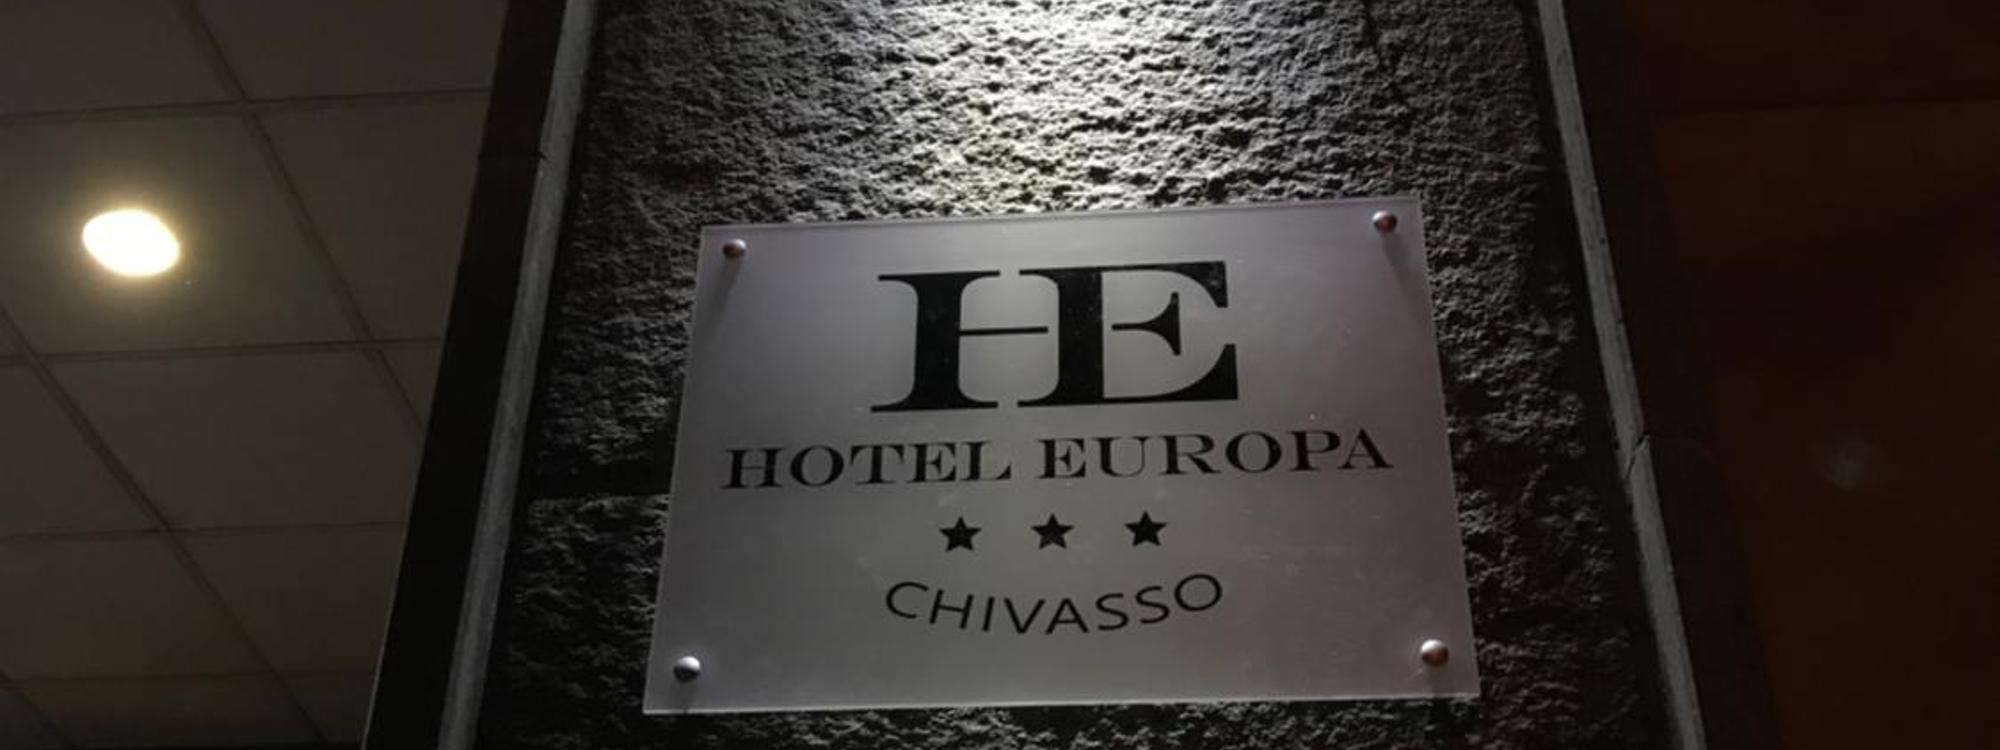 HE
HOTEL EUROPA
★ ★ ★
CHIVASSO